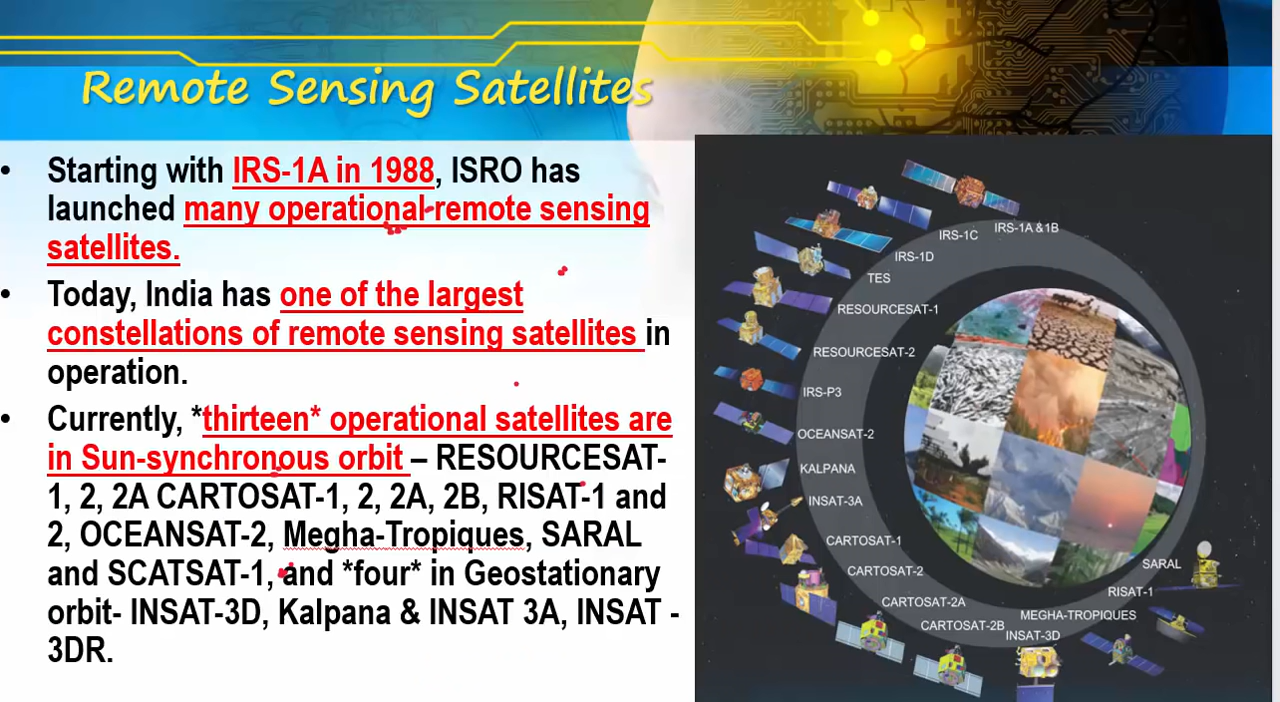 Remote Sensing Satellites
• Starting with IRS-1A in 1988, ISRO has
launched many operational remote sensing
satellites.
• Today, India has one of the largest
constellations of remote sensing satellites in
operation.
• Currently, *thirteen* operational satellites are
in Sun-synchronous orbit – RESOURCESAT-
1, 2, 2A CARTOSAT-1, 2, 2A, 2B, RISAT-1 and
2, OCEANSAT-2, Megha-Tropiques, SARAL
and SCATSAT-1, and *four* in Geostationary
orbit- INSAT-3D, Kalpana & INSAT 3A, INSAT -
3DR.
IRS-1A &1B
IRS-1C
IRS-1D
TES
RESOURCESAT-1
RESOURCESAT-2
IRS-P3
OCEANSAT-2
KALPANA
INSAT-3A
CARTOSAT-1
CARTOSAT-2
CARTOSAT-2A
CARTOSAT-2B
INSAT-3D
MEGHA-TROPIQUES
RISAT-1
SARAL